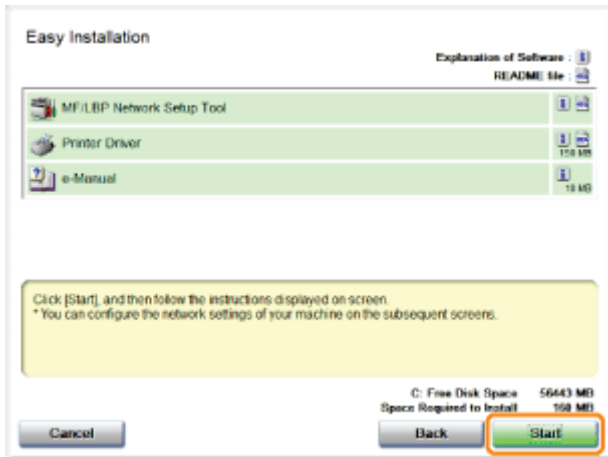 Easy Installation
Explanation of Software :
README file :
MF/LBP Network Setup Tool
Printer Driver
150 MB
e-Manual
10 MB
Click [Start], and then follow the instructions displayed on screen.
* You can configure the network settings of your machine on the subsequent screens.
C: Free Disk Space 56443 MB
Space Required to Install 160 MB
Cancel Back Start